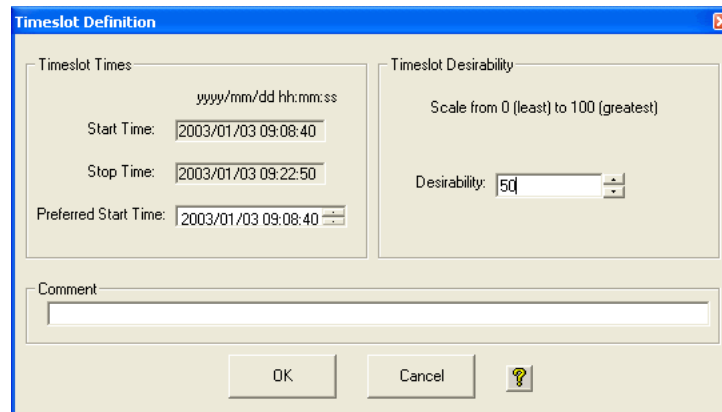 Timeslot Definition
Timeslot Times
yyyy/mm/dd hh:mm:ss
Start Time: 2003/01/03 09:08:40
Stop Time: 2003/01/03 09:22:50
Preferred Start Time: 2003/01/03 09:08:40
Timeslot Desirability
Scale from 0 (least) to 100 (greatest)
Desirability: 50
Comment
OK Cancel ?